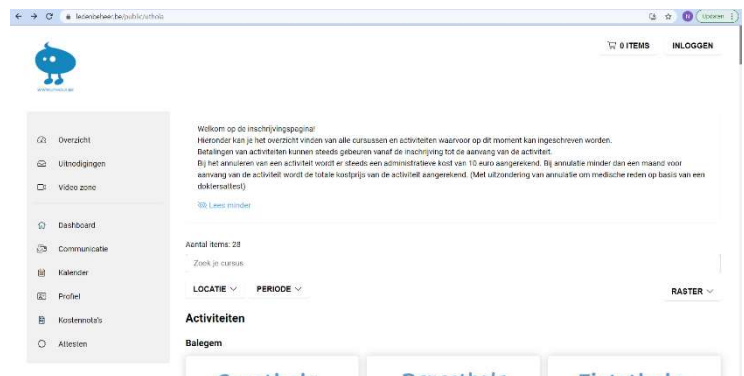 ledenbeheer.be/public/uthola
0 ITEMS
INLOGGEN
Overzicht
Uitnodigingen
Video zone
Dashboard
Communicatie
Kalender
Profiel
Kostennota's
Attesten
Welkom op de inschrijvingspagina!
Hieronder kan je het overzicht vinden van alle cursussen en activiteiten waarvoor op dit moment kan ingeschreven worden.
Betalingen van activiteiten kunnen steeds gebeuren vanaf de inschrijving tot de aanvang van de activiteit.
Bij het annuleren van een activiteit wordt er steeds een administratieve kost van 10 euro aangerekend. Bij annulatie minder dan een maand voor
aanvang van de activiteit wordt de totale kostprijs van de activiteit aangerekend. (Met uitzondering van annulatie om medische reden op basis van een
doktersattest)
Lees minder
Aantal items: 28
Zoek je cursus
LOCATIE
PERIODE
RASTER
Activiteiten
Balegem